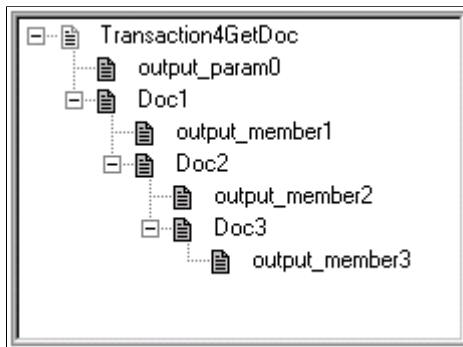 Transaction4GetDoc
output_param0
Doc1
output_member1
Doc2
output_member2
Doc3
output_member3